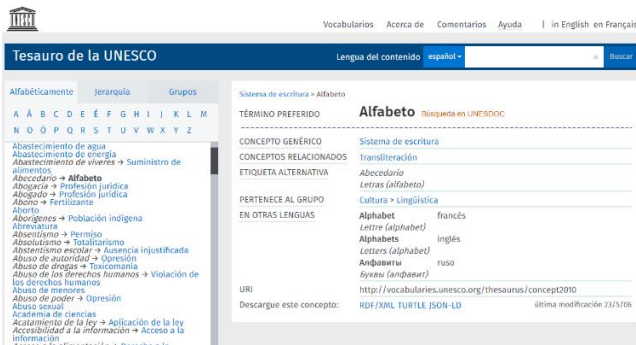 Vocabularios Acerca de Comentarios Ayuda | in English en Français
Tesauro de la UNESCO
Lengua del contenido español Buscar
Alfabéticamente Jerarquía Grupos
A Â B C D E É F G H I J K L M
N O Ö P Q R S T U V W X Y Z
Abastecimiento de agua
Abastecimiento de energía
Abastecimiento de víveres → Suministro de
alimentos
Abecedario → Alfabeto
Abogacía → Profesión jurídica
Abogado → Profesión jurídica
Abono → Fertilizante
Aborto
Aborígenes → Población indígena
Abreviatura
Absentismo → Permiso
Absolutismo → Totalitarismo
Abstentismo escolar → Ausencia injustificada
Abuso de autoridad → Opresión
Abuso de drogas → Toxicomanía
Abuso de los derechos humanos → Violación de
los derechos humanos
Abuso de menores
Abuso de poder → Opresión
Abuso sexual
Academia de ciencias
Acatamiento de la ley → Aplicación de la ley
Accesibilidad a la información → Acceso a la
información
Sistema de escritura > Alfabeto
TÉRMINO PREFERIDO Alfabeto Búsqueda en UNESDOC
CONCEPTO GENÉRICO Sistema de escritura
CONCEPTOS RELACIONADOS Transliteración
ETIQUETA ALTERNATIVA Abecedario
Letras (alfabeto)
PERTENECE AL GRUPO Cultura > Lingüística
EN OTRAS LENGUAS Alphabet francés
Lettre (alphabet)
Alphabets inglés
Letters (alphabet)
Алфавиты ruso
Буквы (алфавит)
URI http://vocabularies.unesco.org/thesaurus/concept2010
Descargue este concepto: RDF/XML TURTLE JSON-LD última modificación 23/5/06